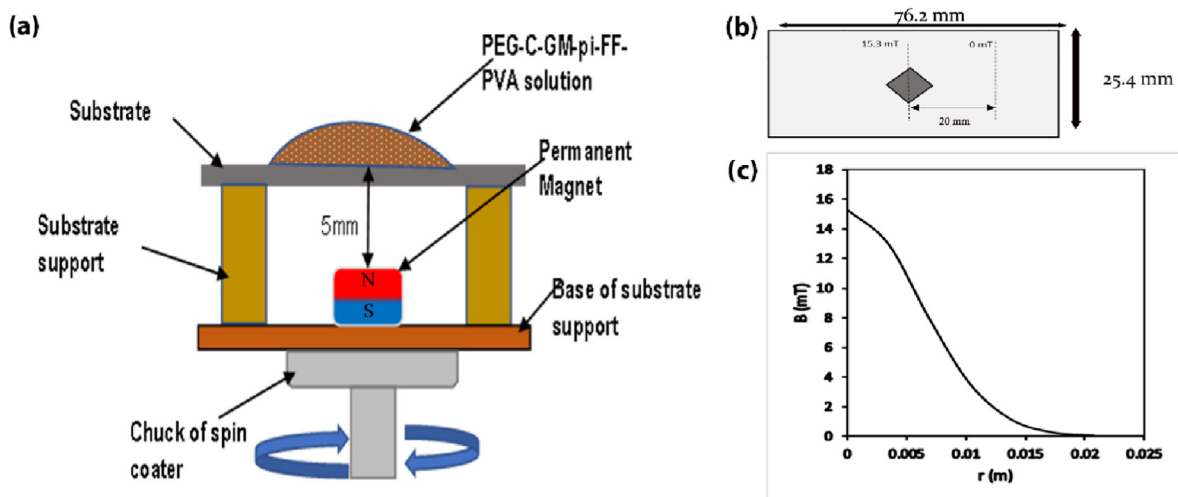 (a)
PEG-C-GM-pi-FF-
PVA solution
Substrate
Permanent
Magnet
5mm
Substrate
support
N
S
Base of substrate
support
Chuck of spin
coater
(b)
76.2 mm
15.3 mT
0 mT
25.4 mm
20 mm
(c)
18
16
14
12
10
8
6
4
2
0
B (mT)
0
0.005
0.01
0.015
0.02
0.025
r (m)